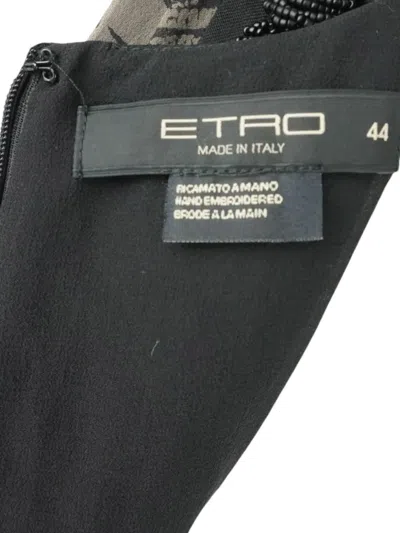 ETRO 44
MADE IN ITALY
RICAMATO A MANO
HAND EMBROIDERED
BRODE A LA MAIN